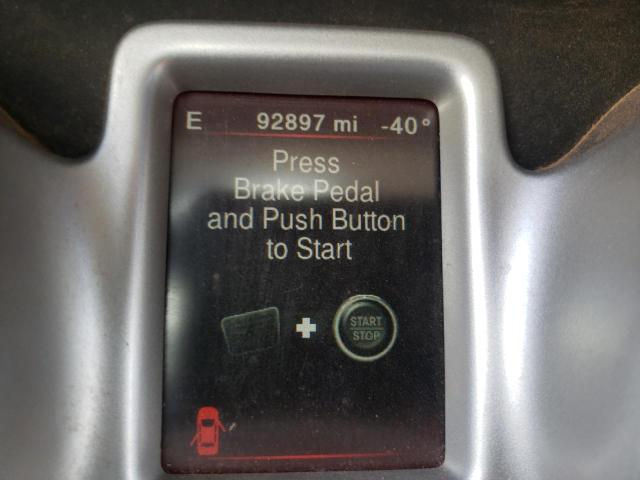 E 92897 mi -40°
Press
Brake Pedal
and Push Button
to Start
START
STOP